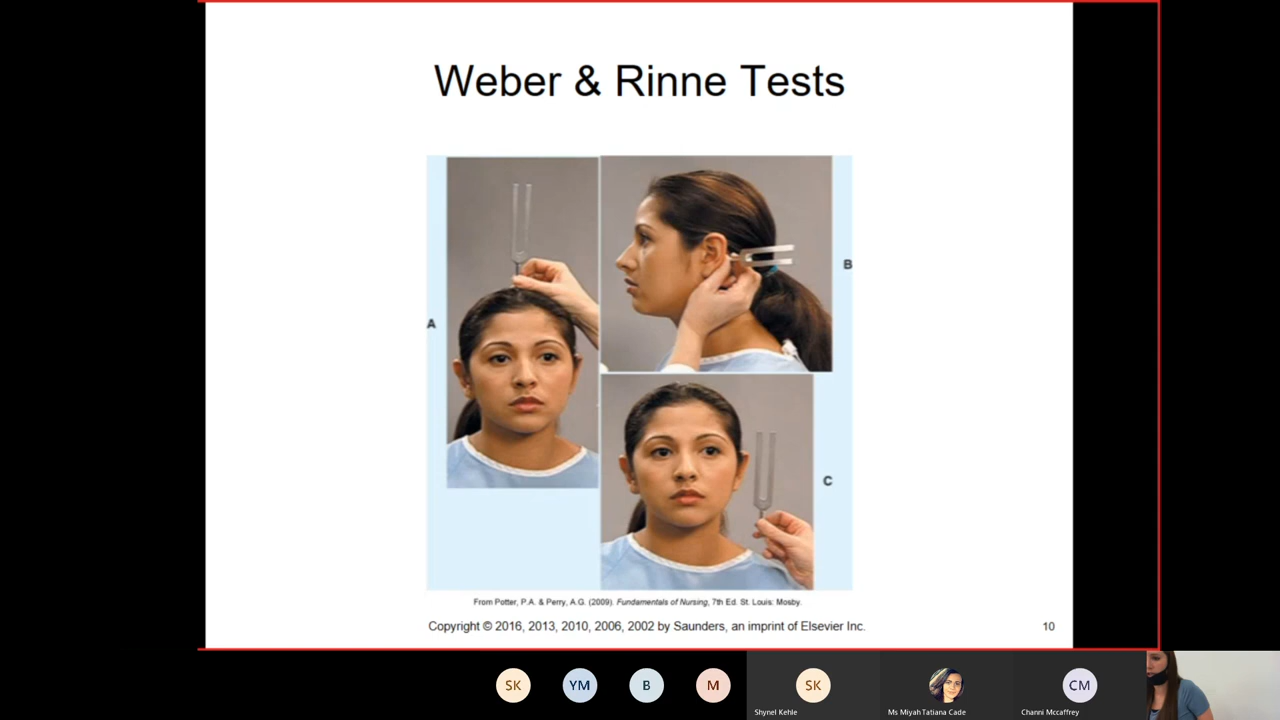 Weber & Rinne Tests
A
B
C
From Potter, P.A. & Perry, A.G. (2009). Fundamentals of Nursing, 7th Ed. St. Louis: Mosby.
Copyright © 2016, 2013, 2010, 2006, 2002 by Saunders, an imprint of Elsevier Inc.
10
SK
YM
B
M
SK
CM
Shynel Kehle
Ms Miyah Tatiana Cade
Channi Mccaffrey